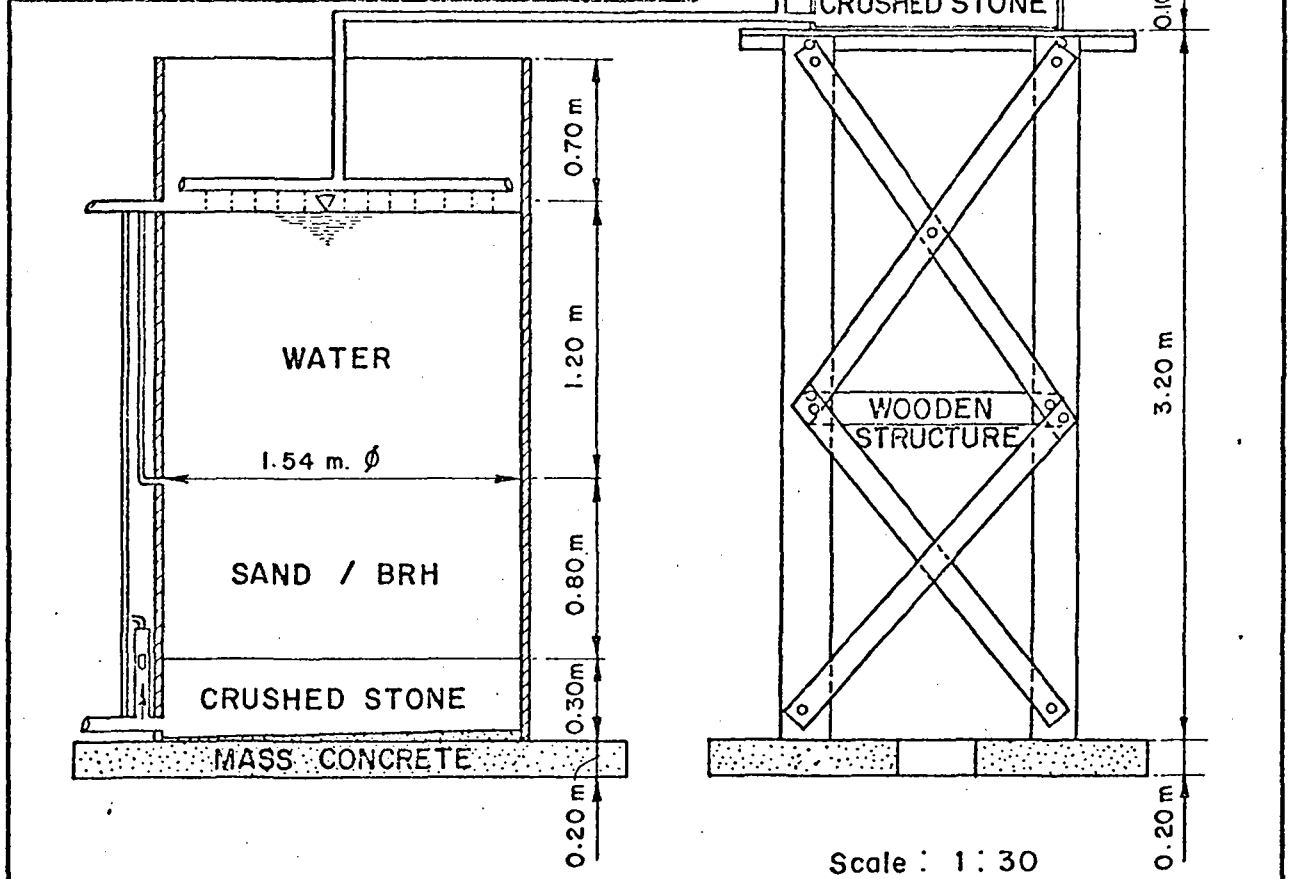 CRUSHED STONE
0.70 m
WATER
1.20 m
1.54 m. ϕ
SAND / BRH
0.80 m
CRUSHED STONE
0.30m
MASS CONCRETE
0.20 m
WOODEN
STRUCTURE
3.20 m
0.20 m
Scale : 1:30